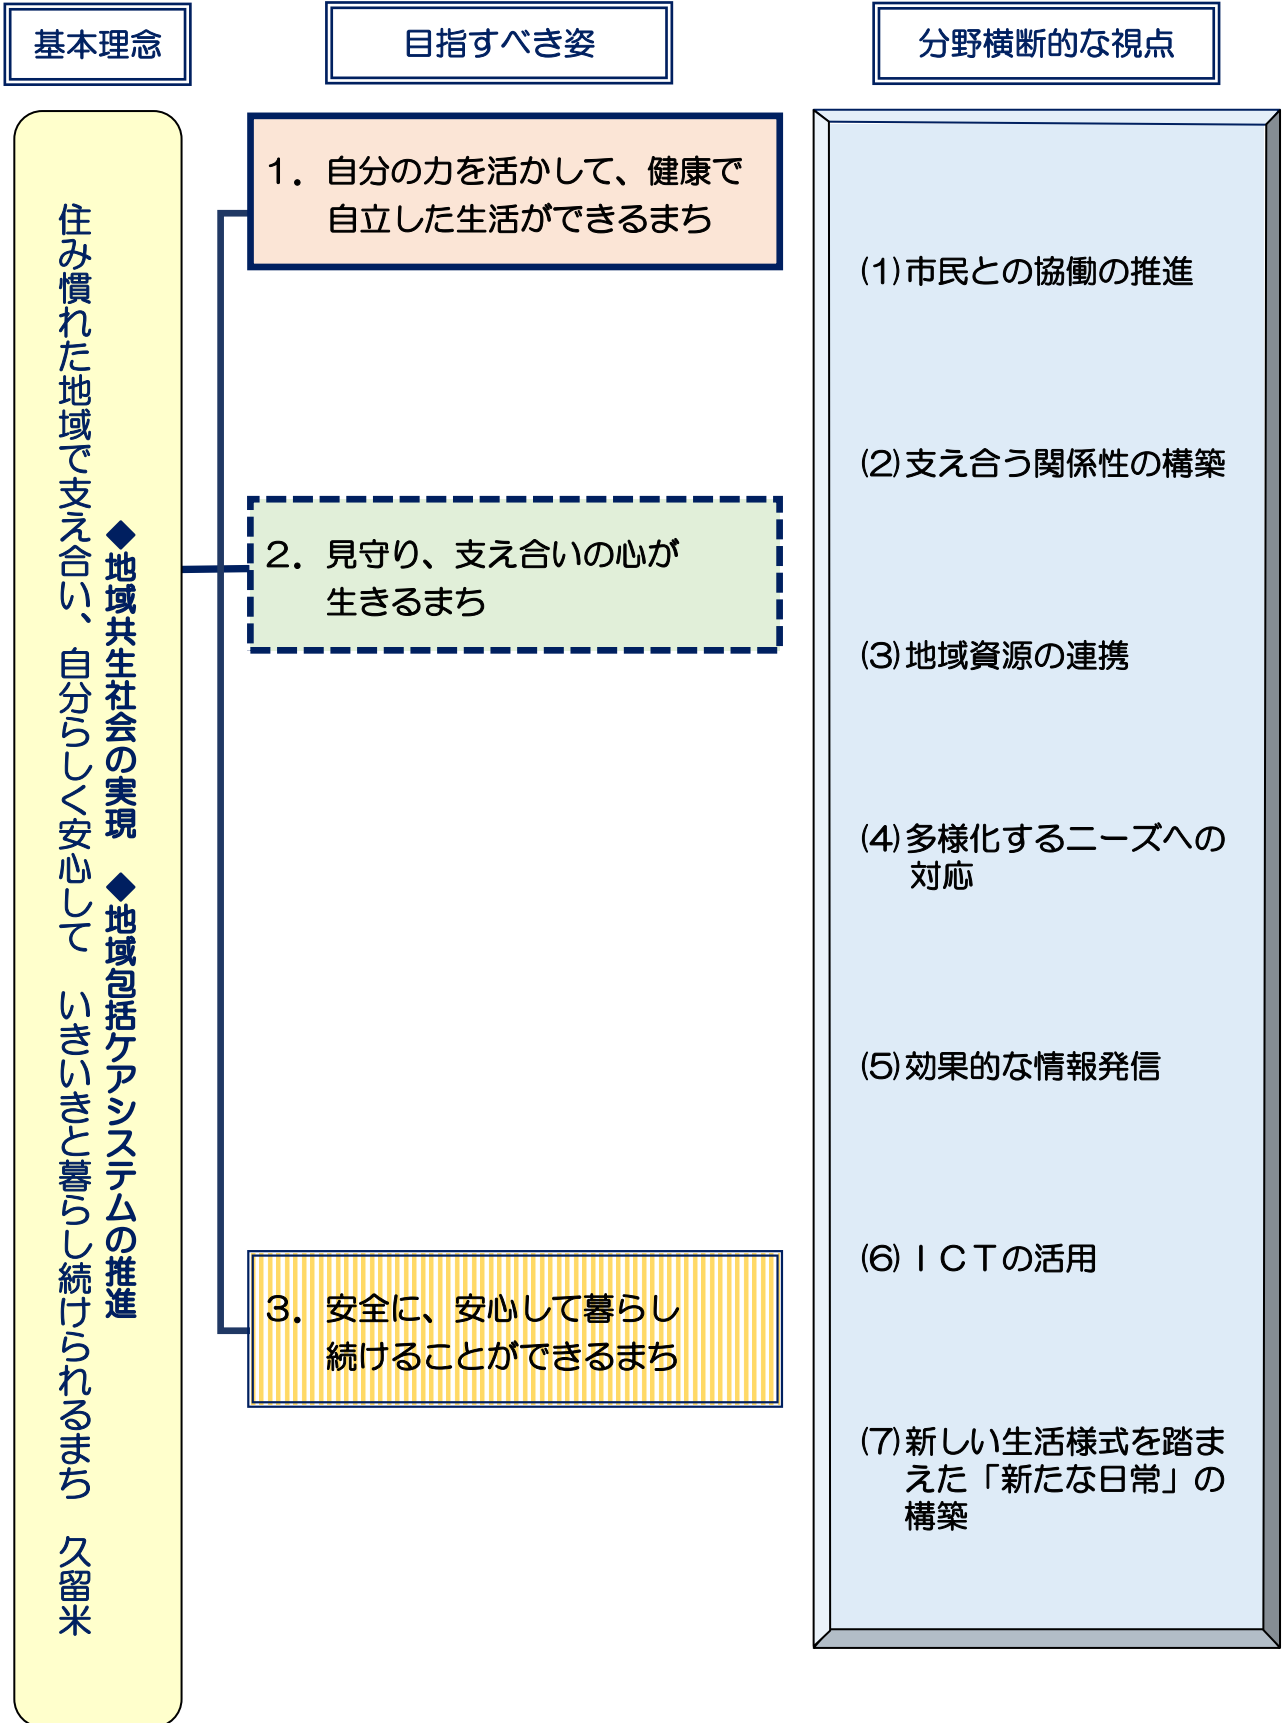 基本理念
目指すべき姿
分野横断的な視点
◆地域共生社会の実現　◆地域包括ケアシステムの推進
住み慣れた地域で支え合い、自分らしく安心して　いきいきと暮らし続けられるまち　久留米
１．自分の力を活かして、健康で
自立した生活ができるまち
２．見守り、支え合いの心が
生きるまち
３．安全に、安心して暮らし
続けることができるまち
(1)市民との協働の推進
(2)支え合う関係性の構築
(3)地域資源の連携
(4)多様化するニーズへの
対応
(5)効果的な情報発信
(6)ＩＣＴの活用
(7)新しい生活様式を踏ま
えた「新たな日常」の
構築